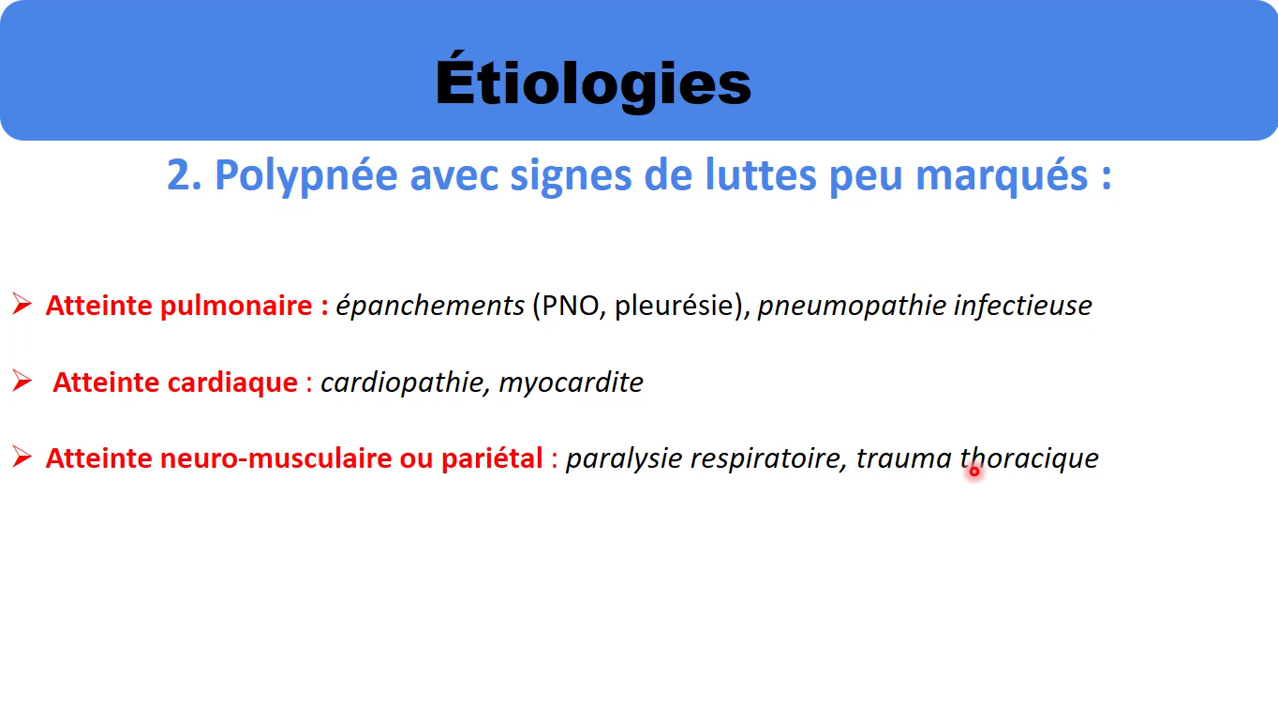 Étiologies
2. Polypnée avec signes de luttes peu marqués :
Atteinte pulmonaire : épanchements (PNO, pleurésie), pneumopathie infectieuse
Atteinte cardiaque : cardiopathie, myocardite
Atteinte neuro-musculaire ou pariétal : paralysie respiratoire, trauma thoracique